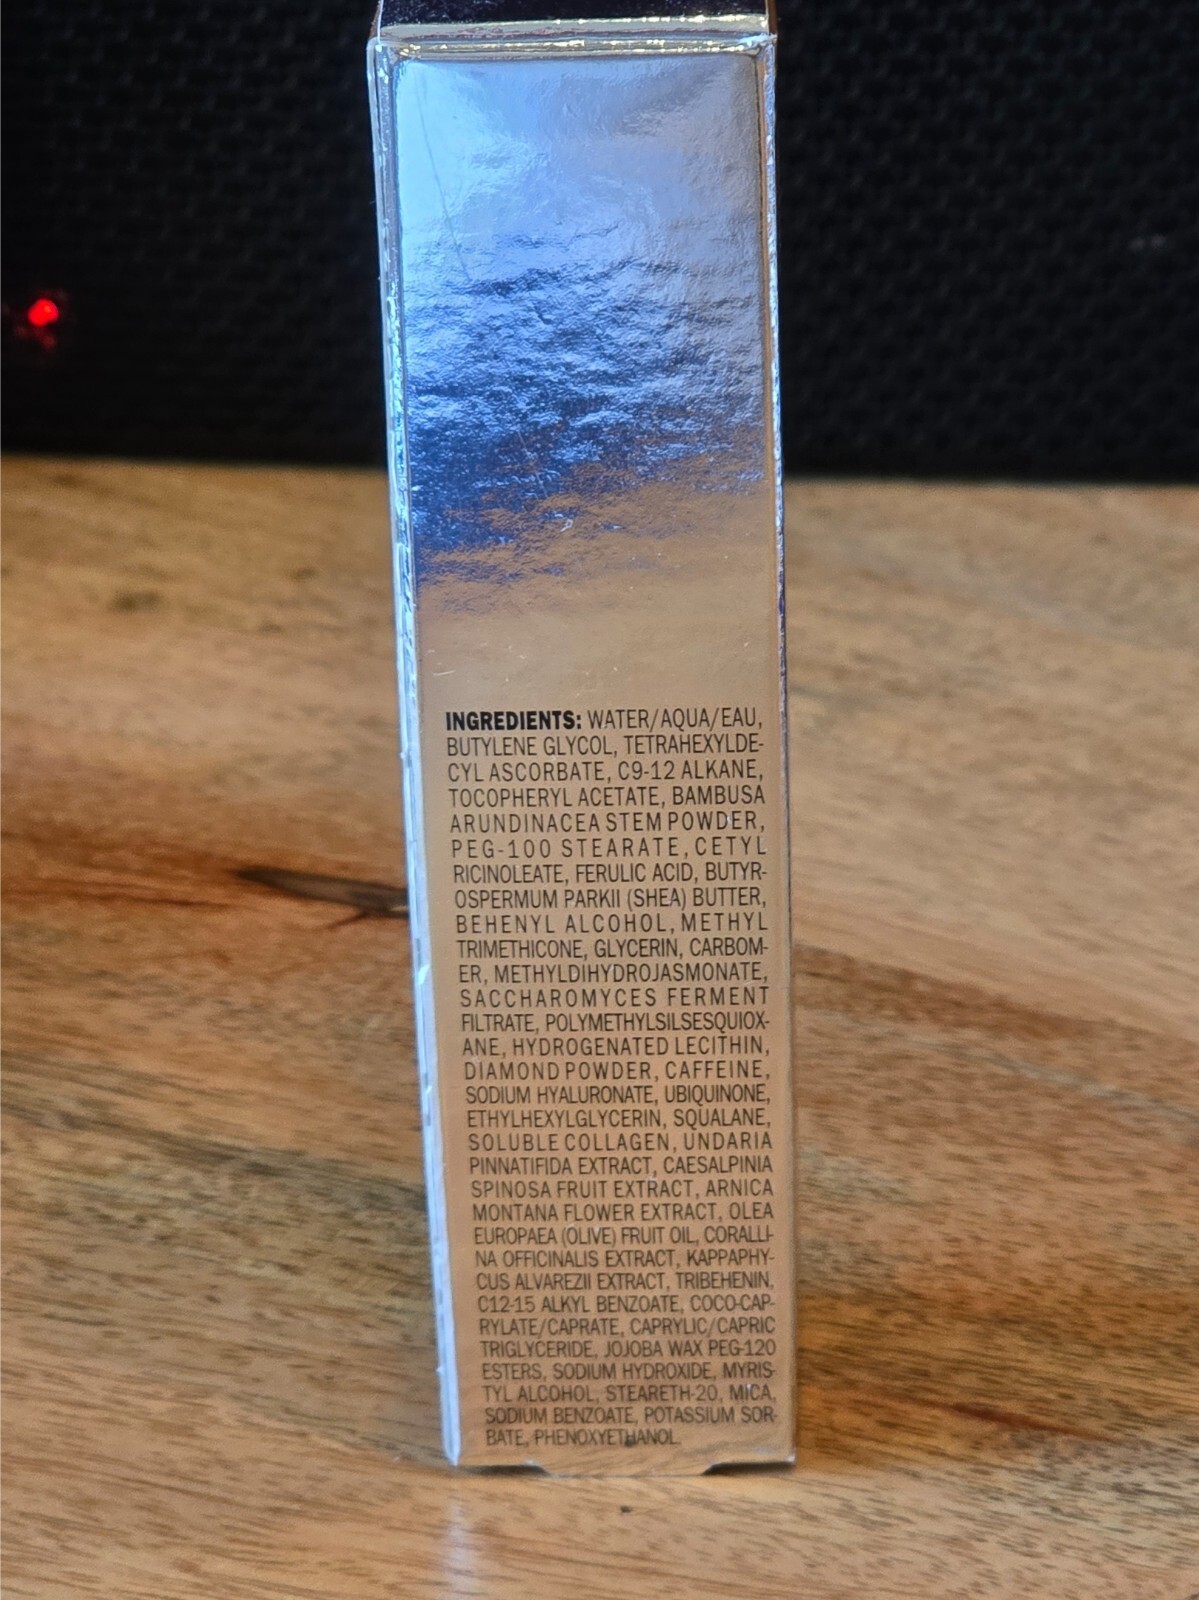 INGREDIENTS: WATER/AQUA/EAU,
BUTYLENE GLYCOL, TETRAHEXYLDE-
CYL ASCORBATE, C9-12 ALKANE,
TOCOPHERYL ACETATE, BAMBUSA
ARUNDINACEA STEM POWDER,
PEG-100 STEARATE, CETYL
RICINOLEATE, FERULIC ACID, BUTYR-
OSPERMUM PARKII (SHEA) BUTTER,
BEHENYL ALCOHOL, METHYL
TRIMETHICONE, GLYCERIN, CARBOM-
ER, METHYLDIHYDROJASMONATE,
SACCHAROMYCES FERMENT
FILTRATE, POLYMETHYLSILSESQUIOX-
ANE, HYDROGENATED LECITHIN,
DIAMOND POWDER, CAFFEINE,
SODIUM HYALURONATE, UBIQUINONE,
ETHYLHEXYLGLYCERIN, SQUALANE,
SOLUBLE COLLAGEN, UNDARIA
PINNATIFIDA EXTRACT, CAESALPINIA
SPINOSA FRUIT EXTRACT, ARNICA
MONTANA FLOWER EXTRACT, OLEA
EUROPAEA (OLIVE) FRUIT OIL, CORALLI-
NA OFFICINALIS EXTRACT, KAPPAPHY-
CUS ALVAREZII EXTRACT, TRIBEHENIN,
C12-15 ALKYL BENZOATE, COCO-CAP-
RYLATE/CAPRATE, CAPRYLIC/CAPRIC
TRIGLYCERIDE, JOJOBA WAX PEG-120
ESTERS, SODIUM HYDROXIDE, MYRIS-
TYL ALCOHOL, STEARETH-20, MICA,
SODIUM BENZOATE, POTASSIUM SOR-
BATE, PHENOXYETHANOL.